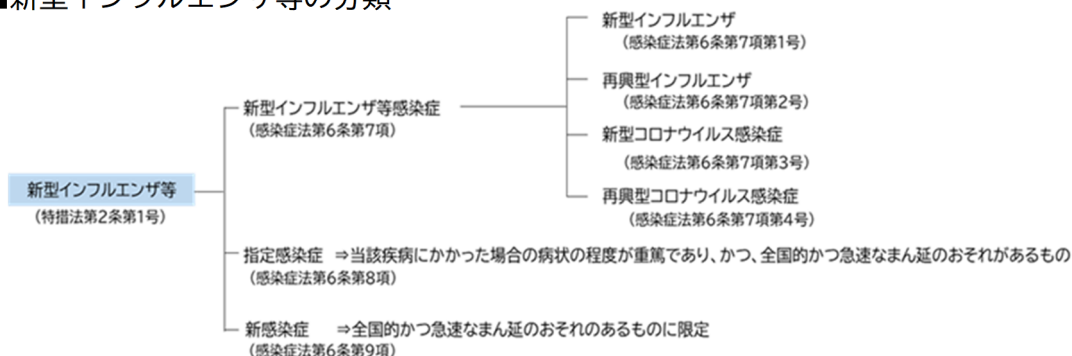 ■新型インフルエンザ等の分類
新型インフルエンザ
（感染症法第6条第7項第1号）
再興型インフルエンザ
（感染症法第6条第7項第2号）
新型インフルエンザ等感染症
（感染症法第6条第7項）
新型コロナウイルス感染症
（感染症法第6条第7項第3号）
再興型コロナウイルス感染症
（感染症法第6条第7項第4号）
新型インフルエンザ等
（特措法第2条第1号）
指定感染症 ⇒当該疾病にかかった場合の病状の程度が重篤であり、かつ、全国的かつ急速なまん延のおそれがあるもの
（感染症法第6条第8項）
新感染症 ⇒全国的かつ急速なまん延のおそれのあるものに限定
（感染症法第6条第9項）